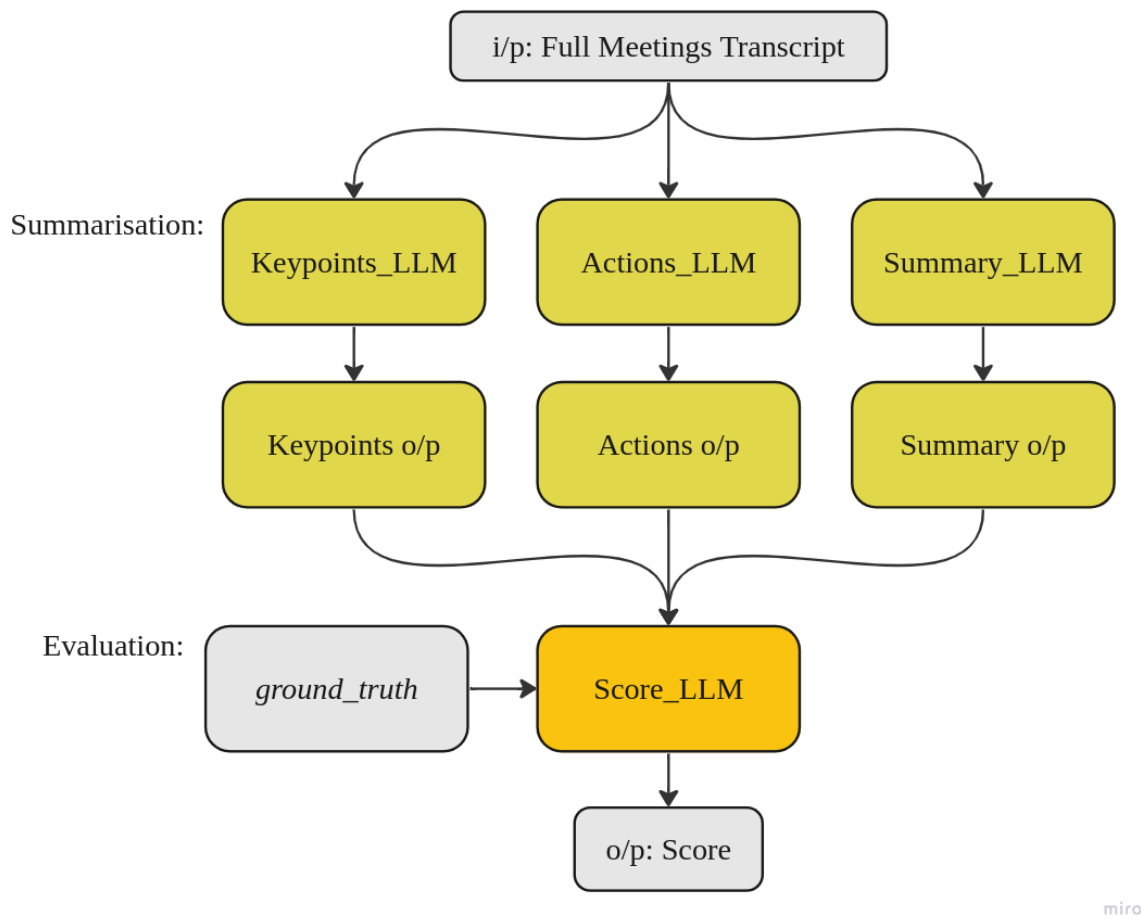 i/p: Full Meetings Transcript
Summarisation:
Keypoints_LLM
Actions_LLM
Summary_LLM
Keypoints o/p
Actions o/p
Summary o/p
Evaluation:
ground_truth
Score_LLM
o/p: Score
miro